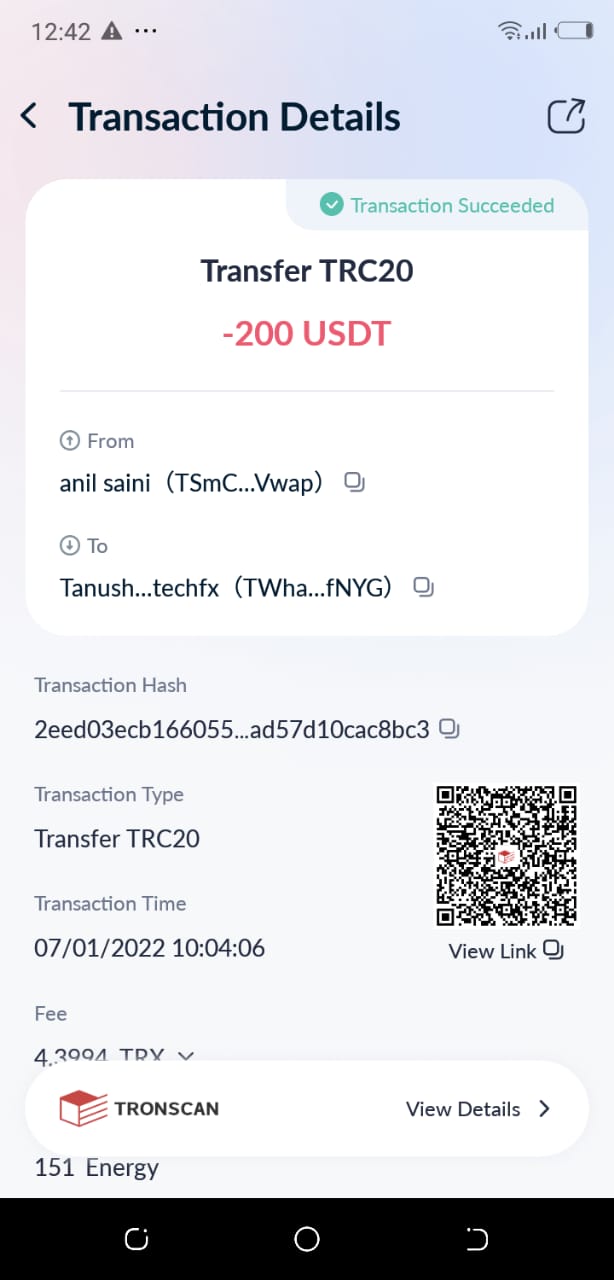 12:42
Transaction Details
Transaction Succeeded
Transfer TRC20
-200 USDT
From
anil saini（TSmC...Vwap）
To
Tanush...techfx（TWha...fNYG）
Transaction Hash
2eed03ecb166055...ad57d10cac8bc3
Transaction Type
Transfer TRC20
Transaction Time
07/01/2022 10:04:06
View Link
Fee
4.3994 TRX
TRONSCAN
View Details
151 Energy